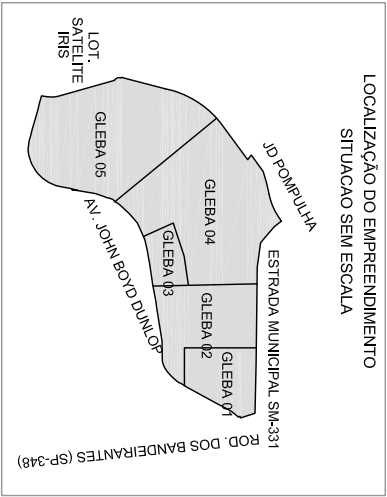 LOCALIZAÇÃO DO EMPREENDIMENTO
SITUACAO SEM ESCALA
LOT.
SATELITE
IRIS
JD POMPULHA
GLEBA 05
GLEBA 04
GLEBA 03
GLEBA 02
GLEBA 01
AV. JOHN BOYD DUNLOP
ESTRADA MUNICIPAL SM-331
ROD. DOS BANDEIRANTES (SP-348)